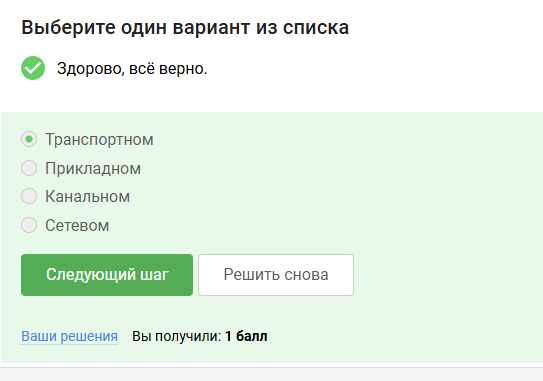 Выберите один вариант из списка
Здорово, всё верно.
Транспортном
Прикладном
Канальном
Сетевом
Следующий шаг Решить снова
Ваши решения Вы получили: 1 балл